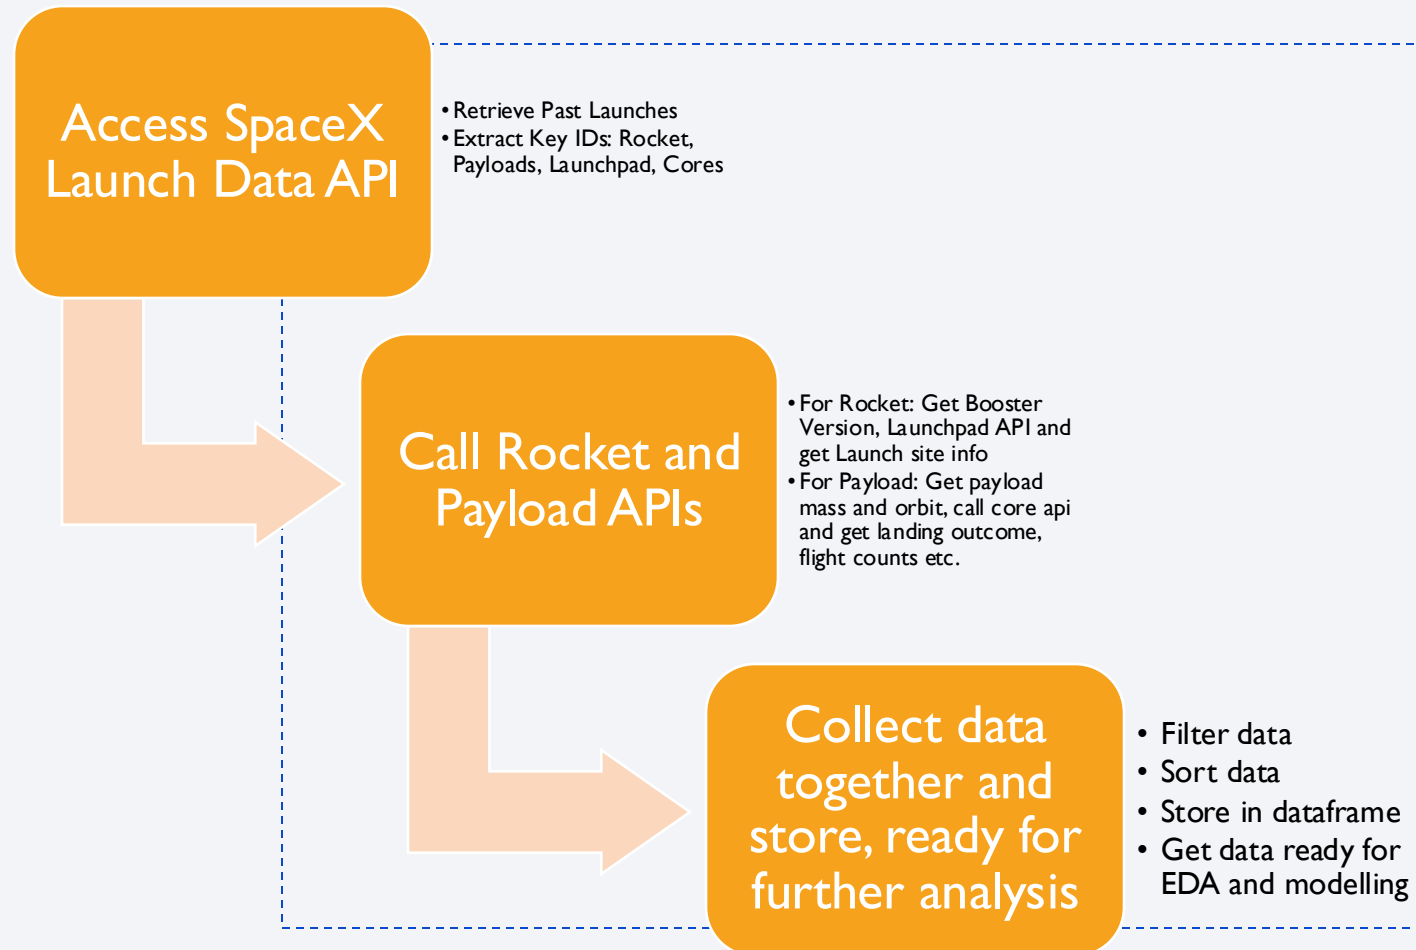 Access SpaceX
Launch Data API
• Retrieve Past Launches
• Extract Key IDs: Rocket,
Payloads, Launchpad, Cores
Call Rocket and
Payload APIs
• For Rocket: Get Booster
Version, Launchpad API and
get Launch site info
• For Payload: Get payload
mass and orbit, call core api
and get landing outcome,
flight counts etc.
Collect data
together and
store, ready for
further analysis
• Filter data
• Sort data
• Store in dataframe
• Get data ready for
EDA and modelling